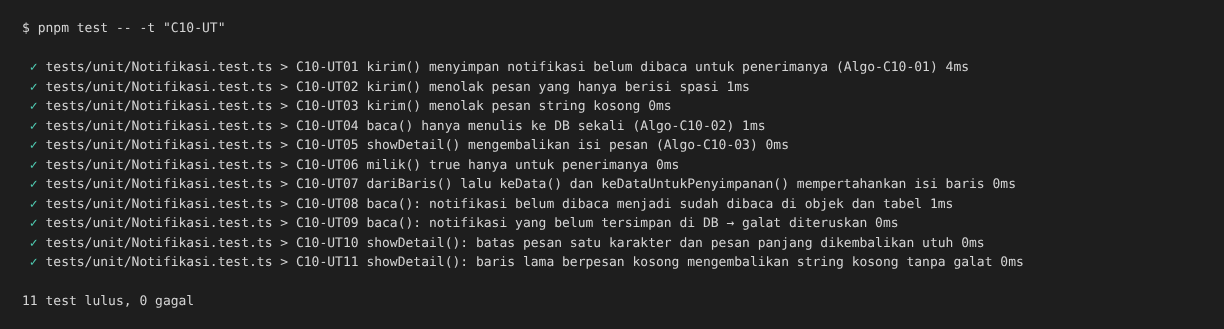 $ pnpm test -- -t "C10-UT"
✓ tests/unit/Notifikasi.test.ts > C10-UT01 kirim() menyimpan notifikasi belum dibaca untuk penerimanya (Algo-C10-01) 4ms
✓ tests/unit/Notifikasi.test.ts > C10-UT02 kirim() menolak pesan yang hanya berisi spasi 1ms
✓ tests/unit/Notifikasi.test.ts > C10-UT03 kirim() menolak pesan string kosong 0ms
✓ tests/unit/Notifikasi.test.ts > C10-UT04 baca() hanya menulis ke DB sekali (Algo-C10-02) 1ms
✓ tests/unit/Notifikasi.test.ts > C10-UT05 showDetail() mengembalikan isi pesan (Algo-C10-03) 0ms
✓ tests/unit/Notifikasi.test.ts > C10-UT06 milik() true hanya untuk penerimanya 0ms
✓ tests/unit/Notifikasi.test.ts > C10-UT07 dariBaris() lalu keData() dan keDataUntukPenyimpanan() mempertahankan isi baris 0ms
✓ tests/unit/Notifikasi.test.ts > C10-UT08 baca(): notifikasi belum dibaca menjadi sudah dibaca di objek dan tabel 1ms
✓ tests/unit/Notifikasi.test.ts > C10-UT09 baca(): notifikasi yang belum tersimpan di DB → galat diteruskan 0ms
✓ tests/unit/Notifikasi.test.ts > C10-UT10 showDetail(): batas pesan satu karakter dan pesan panjang dikembalikan utuh 0ms
✓ tests/unit/Notifikasi.test.ts > C10-UT11 showDetail(): baris lama berpesan kosong mengembalikan string kosong tanpa galat 0ms
11 test lulus, 0 gagal